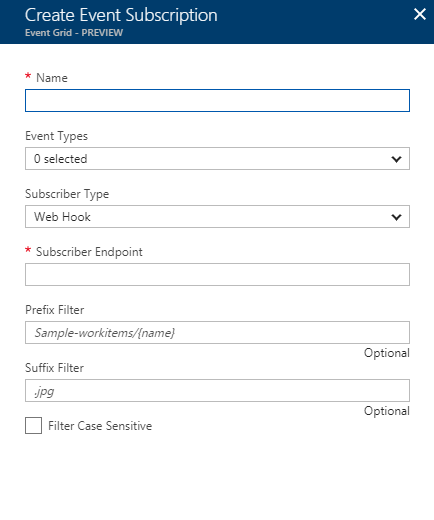 Create Event Subscription
Event Grid - PREVIEW
* Name
Event Types
0 selected
Subscriber Type
Web Hook
* Subscriber Endpoint
Prefix Filter
Sample-workitems/{name}
Optional
Suffix Filter
.jpg
Optional
Filter Case Sensitive